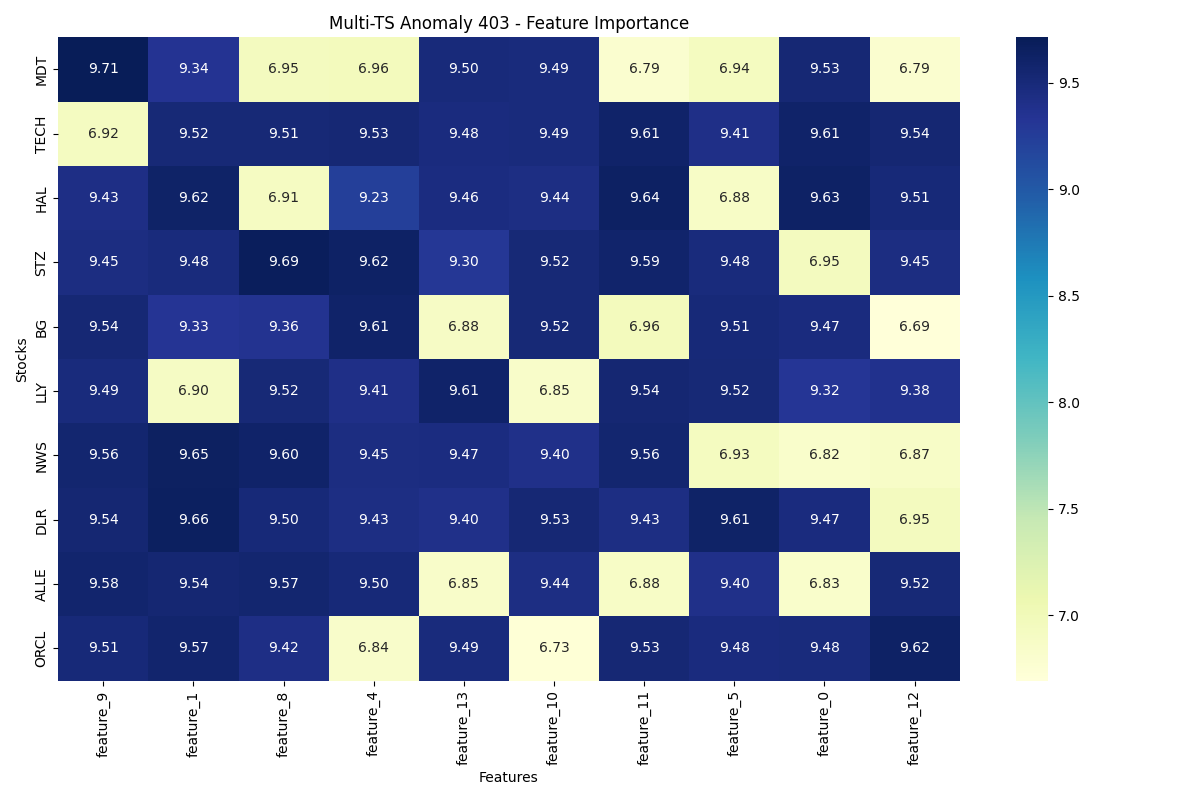 Multi-TS Anomaly 403 - Feature Importance
MDT 9.71 9.34 6.95 6.96 9.50 9.49 6.79 6.94 9.53 6.79
TECH 6.92 9.52 9.51 9.53 9.48 9.49 9.61 9.41 9.61 9.54
HAL 9.43 9.62 6.91 9.23 9.46 9.44 9.64 6.88 9.63 9.51
STZ 9.45 9.48 9.69 9.62 9.30 9.52 9.59 9.48 6.95 9.45
BG 9.54 9.33 9.36 9.61 6.88 9.52 6.96 9.51 9.47 6.69
LLY 9.49 6.90 9.52 9.41 9.61 6.85 9.54 9.52 9.32 9.38
NWS 9.56 9.65 9.60 9.45 9.47 9.40 9.56 6.93 6.82 6.87
DLR 9.54 9.66 9.50 9.43 9.40 9.53 9.43 9.61 9.47 6.95
ALLE 9.58 9.54 9.57 9.50 6.85 9.44 6.88 9.40 6.83 9.52
ORCL 9.51 9.57 9.42 6.84 9.49 6.73 9.53 9.48 9.48 9.62
Stocks
feature_9 feature_1 feature_8 feature_4 feature_13 feature_10 feature_11 feature_5 feature_0 feature_12
Features
9.5
9.0
8.5
8.0
7.5
7.0